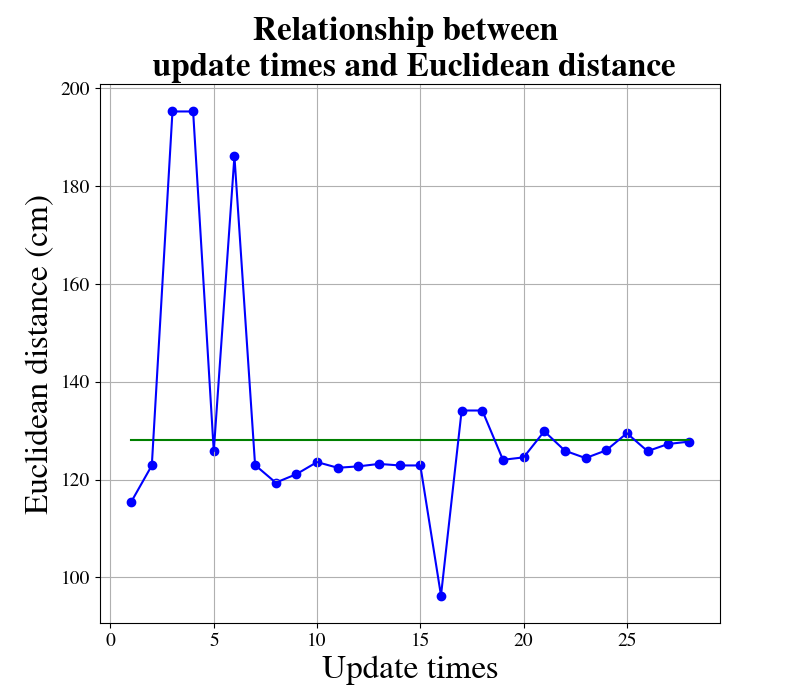 Relationship between
update times and Euclidean distance
Euclidean distance (cm)
200
180
160
140
120
100
0 5 10 15 20 25
Update times